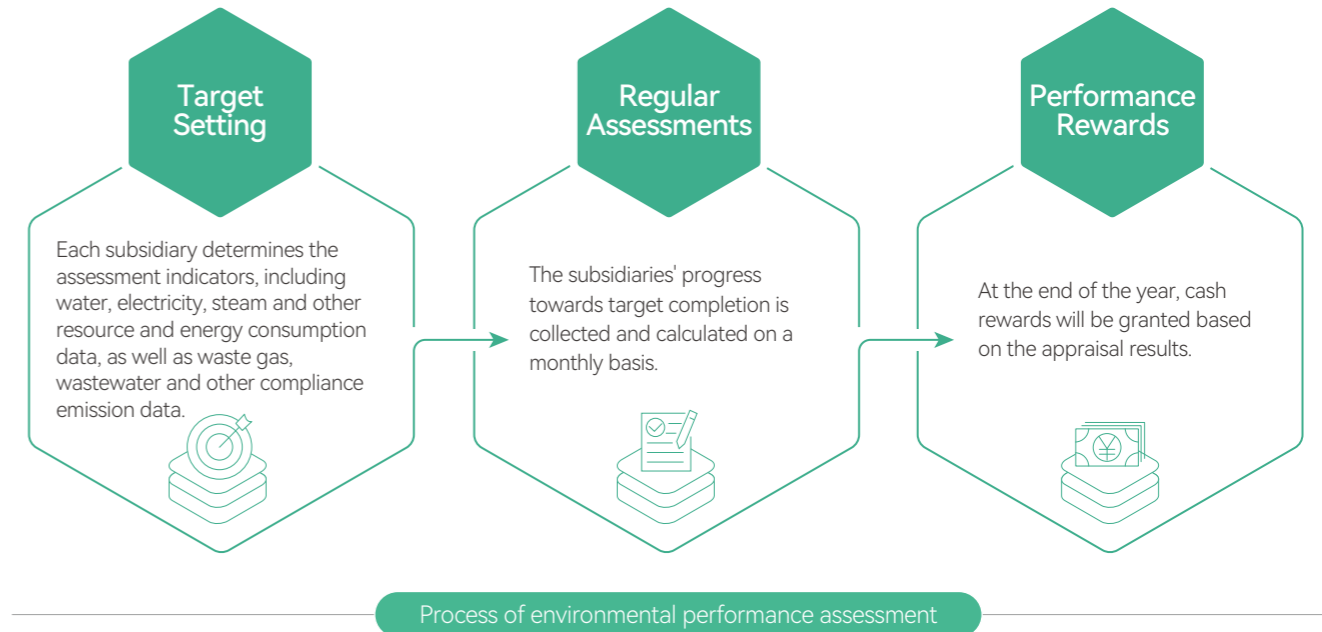 Target
Setting
Each subsidiary determines the
assessment indicators, including
water, electricity, steam and other
resource and energy consumption
data, as well as waste gas,
wastewater and other compliance
emission data.
Regular
Assessments
The subsidiaries' progress
towards target completion is
collected and calculated on a
monthly basis.
Performance
Rewards
At the end of the year, cash
rewards will be granted based
on the appraisal results.
¥
Process of environmental performance assessment